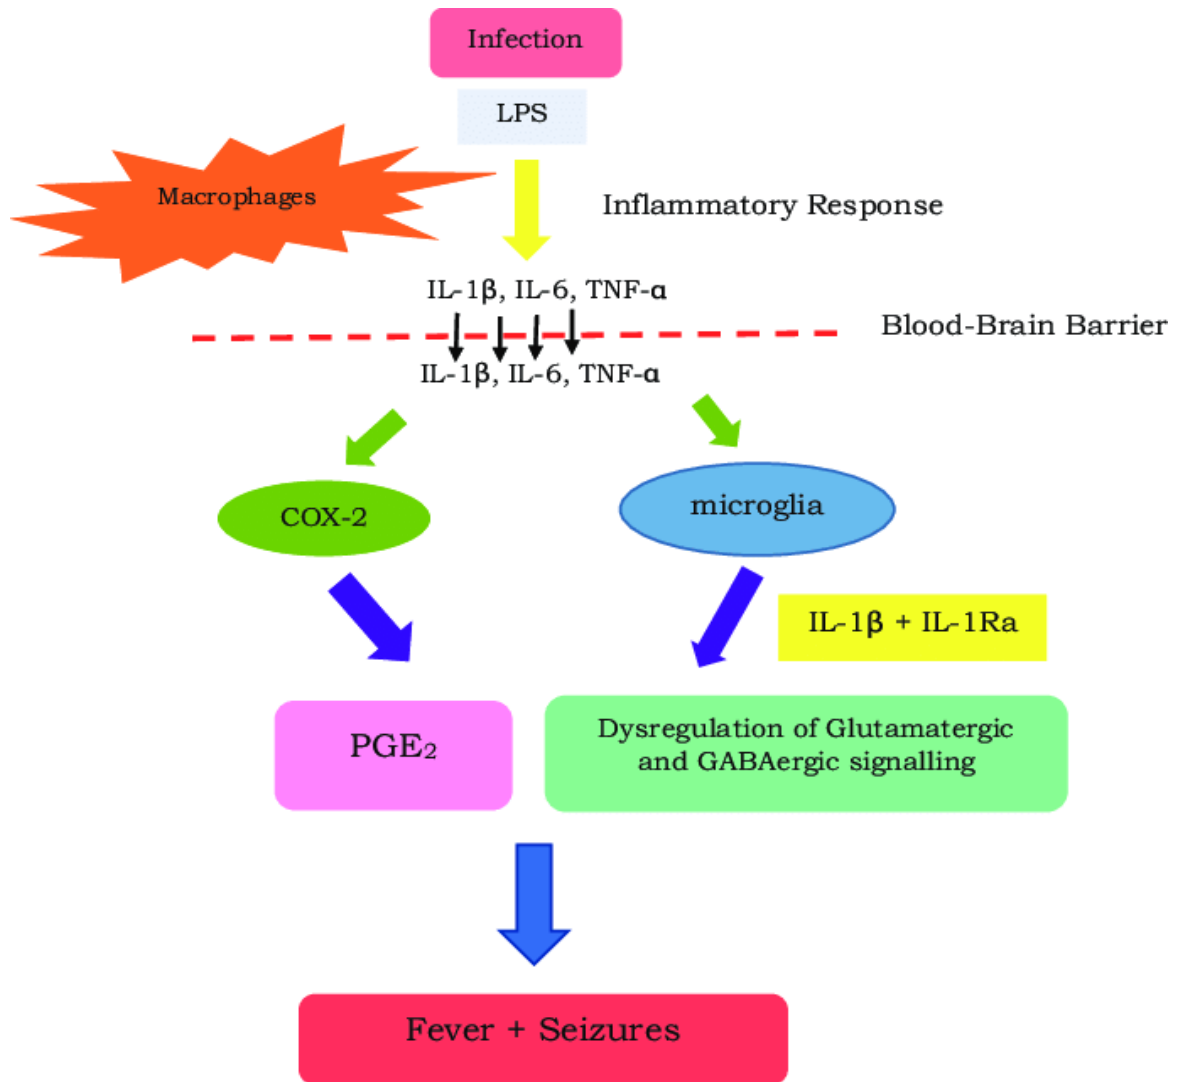 Infection
LPS
Macrophages
Inflammatory Response
IL-1β, IL-6, TNF-α
Blood-Brain Barrier
IL-1β, IL-6, TNF-α
COX-2
microglia
IL-1β + IL-1Ra
PGE₂
Dysregulation of Glutamatergic
and GABAergic signalling
Fever + Seizures